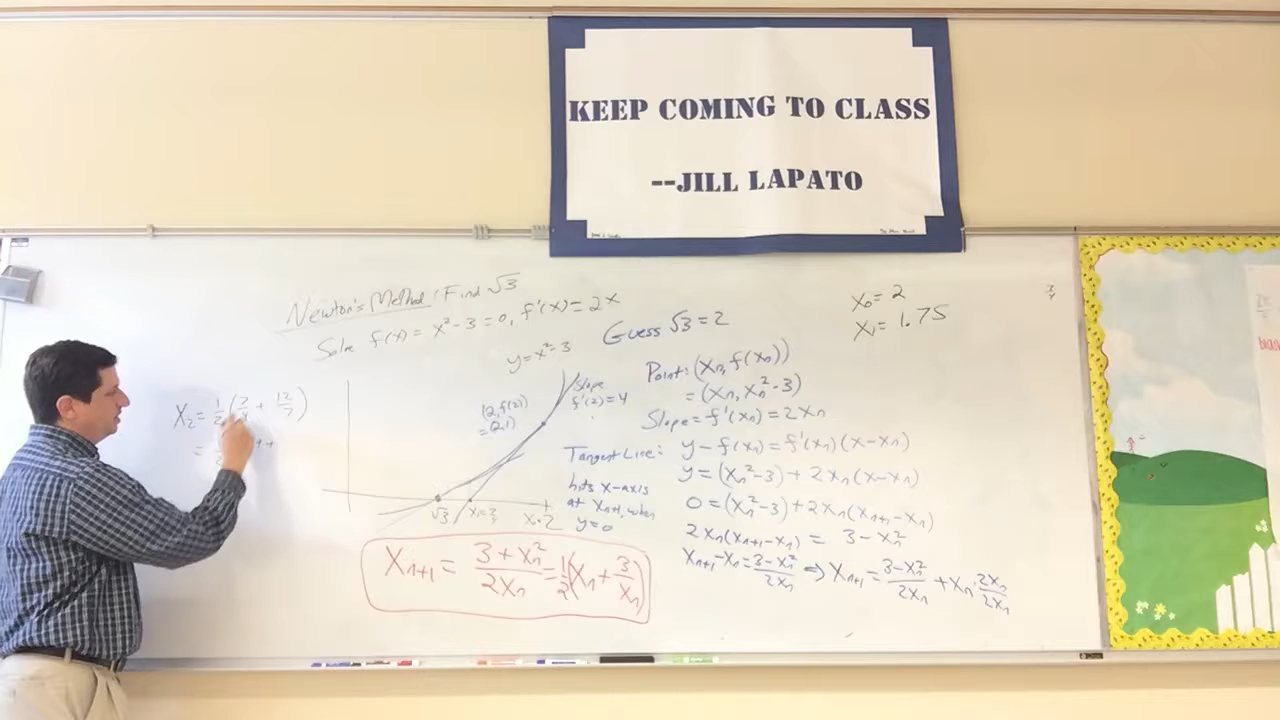 KEEP COMING TO CLASS
--JILL LAPATO
Newton's Method: Find √3
Solve f(x) = x²-3=0, f'(x)=2x
Guess √3=2
x₀=2
x₁=1.75
y=x²-3
Slope
f'(2)=4
(2,f(2))
=(2,1)
√3
x₀=2
Point: (xₙ, f(xₙ))
= (xₙ, xₙ²-3)
Slope=f'(xₙ)=2xₙ
Tangent Line: y-f(xₙ)=f'(xₙ)(x-xₙ)
y=(xₙ²-3)+2xₙ(x-xₙ)
hits x-axis
at xₙ₊₁, when
y=0
0=(xₙ²-3)+2xₙ(xₙ₊₁-xₙ)
2xₙ(xₙ₊₁-xₙ) = 3-xₙ²
xₙ₊₁-xₙ=(3-xₙ²)/(2xₙ) ⇒ xₙ₊₁=(3-xₙ²)/(2xₙ)+xₙ·(2xₙ)/(2xₙ)
xₙ₊₁=(3+xₙ²)/(2xₙ)=½(xₙ+3/xₙ)
x₂=½( + 12/7)
=